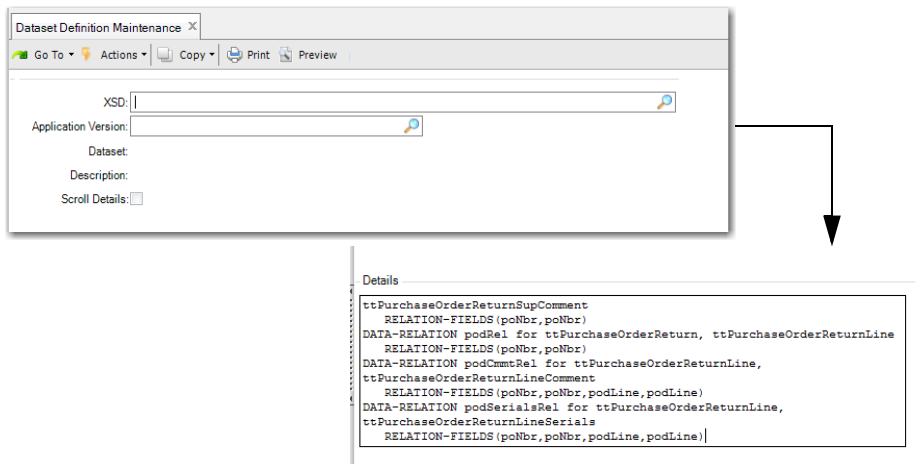 Dataset Definition Maintenance
Go To Actions Copy Print Preview
XSD:
Application Version:
Dataset:
Description:
Scroll Details:
Details
ttPurchaseOrderReturnSupComment
RELATION-FIELDS(poNbr,poNbr)
DATA-RELATION podRel for ttPurchaseOrderReturn, ttPurchaseOrderReturnLine
RELATION-FIELDS(poNbr,poNbr)
DATA-RELATION podCmmtRel for ttPurchaseOrderReturnLine,
ttPurchaseOrderReturnLineComment
RELATION-FIELDS(poNbr,poNbr,podLine,podLine)
DATA-RELATION podSerialsRel for ttPurchaseOrderReturnLine,
ttPurchaseOrderReturnLineSerials
RELATION-FIELDS(poNbr,poNbr,podLine,podLine)